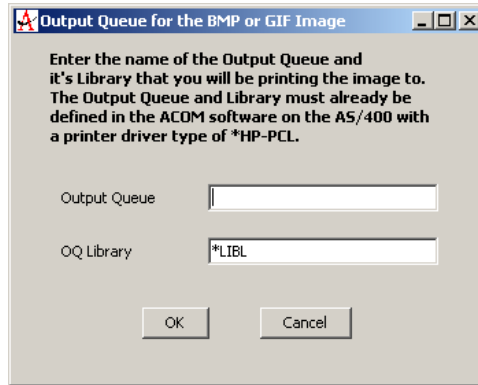 Output Queue for the BMP or GIF Image
Enter the name of the Output Queue and
it's Library that you will be printing the image to.
The Output Queue and Library must already be
defined in the ACOM software on the AS/400 with
a printer driver type of *HP-PCL.
Output Queue
OQ Library *LIBL
OK Cancel